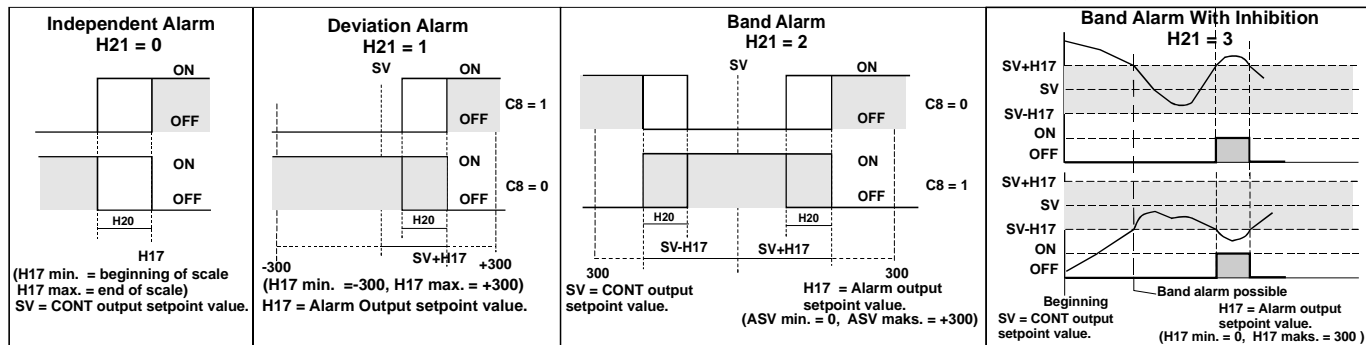 Independent Alarm
H21 = 0
ON
OFF
ON
OFF
H20
H17
(H17 min. = beginning of scale
H17 max. = end of scale)
SV = CONT output setpoint value.
Deviation Alarm
H21 = 1
SV
ON
OFF
C8 = 1
ON
OFF
C8 = 0
H20
SV+H17
-300
+300
(H17 min. =-300, H17 max. = +300)
H17 = Alarm Output setpoint value.
Band Alarm
H21 = 2
SV
ON
OFF
C8 = 0
ON
OFF
C8 = 1
H20
H20
SV-H17
SV+H17
300
300
SV = CONT output
setpoint value.
H17 = Alarm output
setpoint value.
(ASV min. = 0, ASV maks. = +300)
Band Alarm With Inhibition
H21 = 3
SV+H17
SV
SV-H17
ON
OFF
SV+H17
SV
SV-H17
ON
OFF
Beginning
Band alarm possible
SV = CONT output
setpoint value.
H17 = Alarm output
setpoint value.
(H17 min. = 0, H17 maks. = 300 )